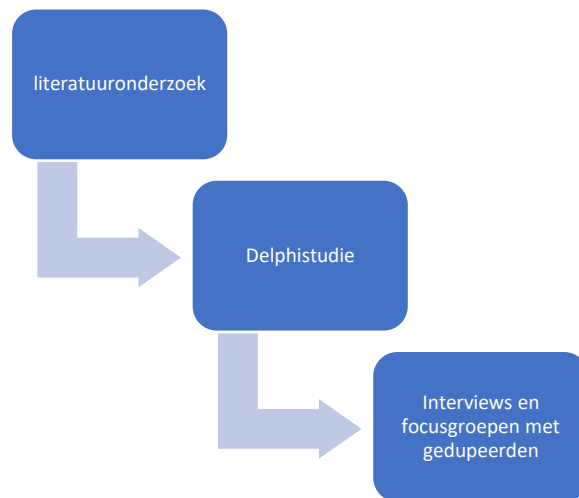 literatuuronderzoek
Delphistudie
Interviews en
focusgroepen met
gedupeerden